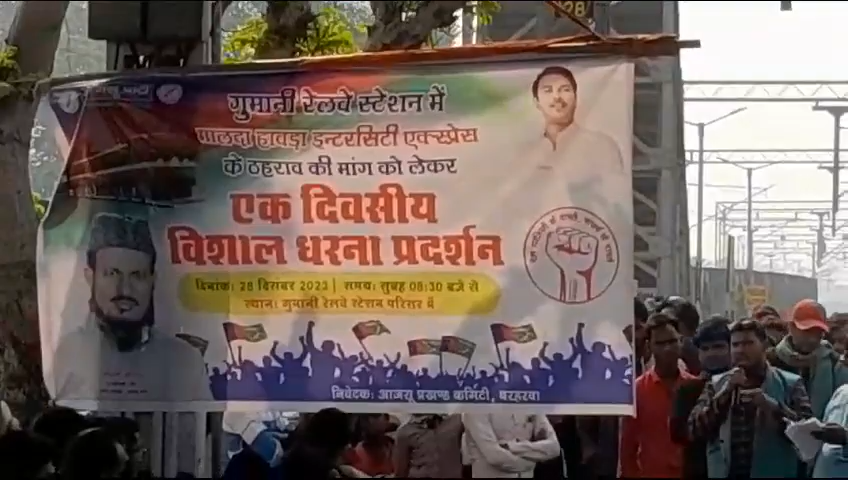 गुमानी रेलवे स्टेशन में
मालदा हावड़ा इन्टरसिटी एक्सप्रेस
के ठहराव की मांग को लेकर
एक दिवसीय
विशाल धरना प्रदर्शन
दिनांक: 28 दिसम्बर 2023 | समय: सुबह 08:30 बजे से
स्थान: गुमानी रेलवे स्टेशन परिसर में
निवेदक: आजसू प्रखण्ड कमिटी, बरहरवा